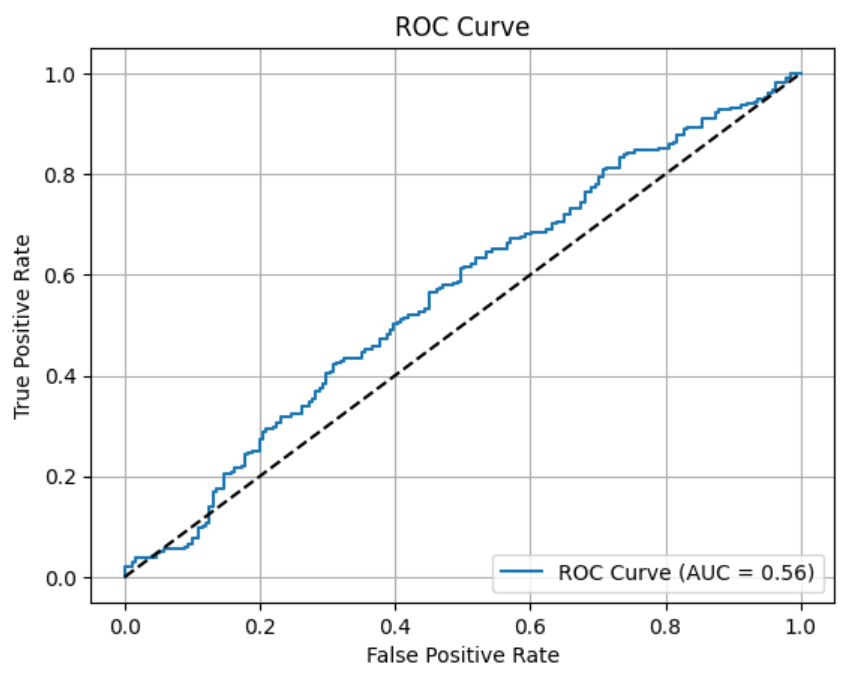 ROC Curve
1.0
0.8
0.6
0.4
0.2
0.0
True Positive Rate
ROC Curve (AUC = 0.56)
0.0 0.2 0.4 0.6 0.8 1.0
False Positive Rate